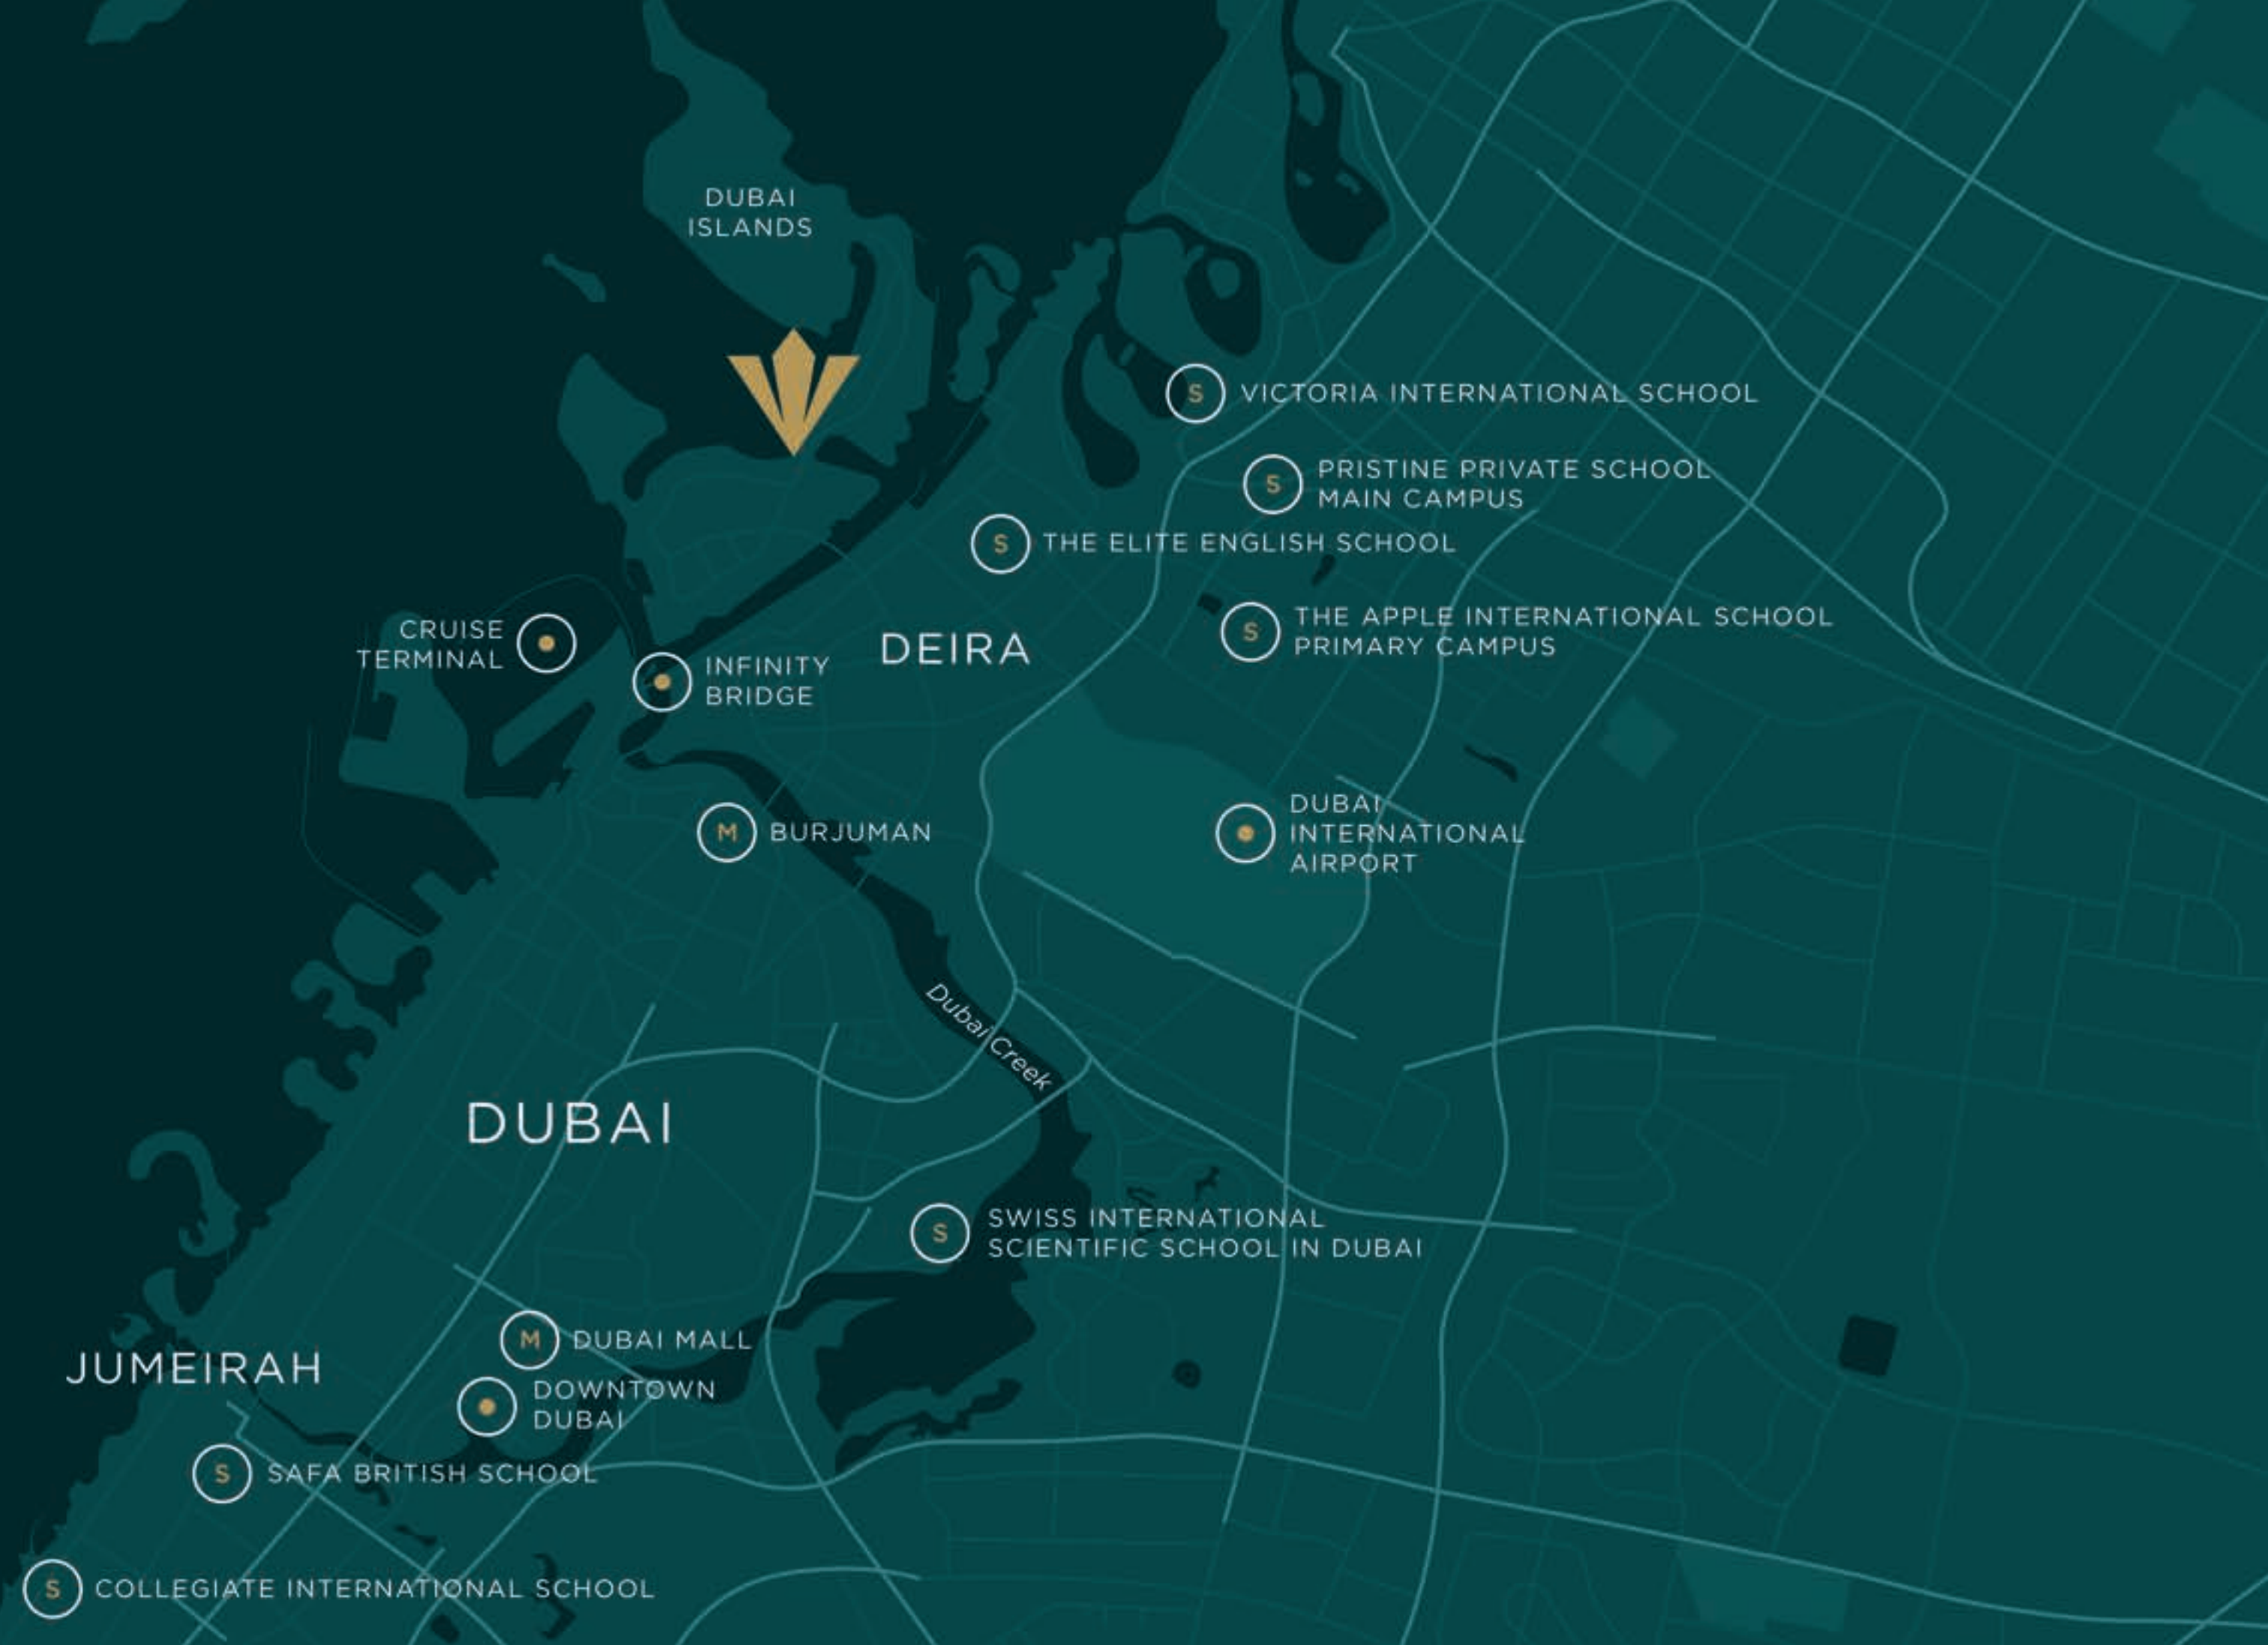 DUBAI
ISLANDS
S
VICTORIA INTERNATIONAL SCHOOL
S
PRISTINE PRIVATE SCHOOL
MAIN CAMPUS
S
THE ELITE ENGLISH SCHOOL
CRUISE
TERMINAL
S
THE APPLE INTERNATIONAL SCHOOL
PRIMARY CAMPUS
DEIRA
INFINITY
BRIDGE
M
BURJUMAN
DUBAI
INTERNATIONAL
AIRPORT
Dubai Creek
DUBAI
S
SWISS INTERNATIONAL
SCIENTIFIC SCHOOL IN DUBAI
M
DUBAI MALL
JUMEIRAH
DOWNTOWN
DUBAI
S
SAFA BRITISH SCHOOL
S
COLLEGIATE INTERNATIONAL SCHOOL